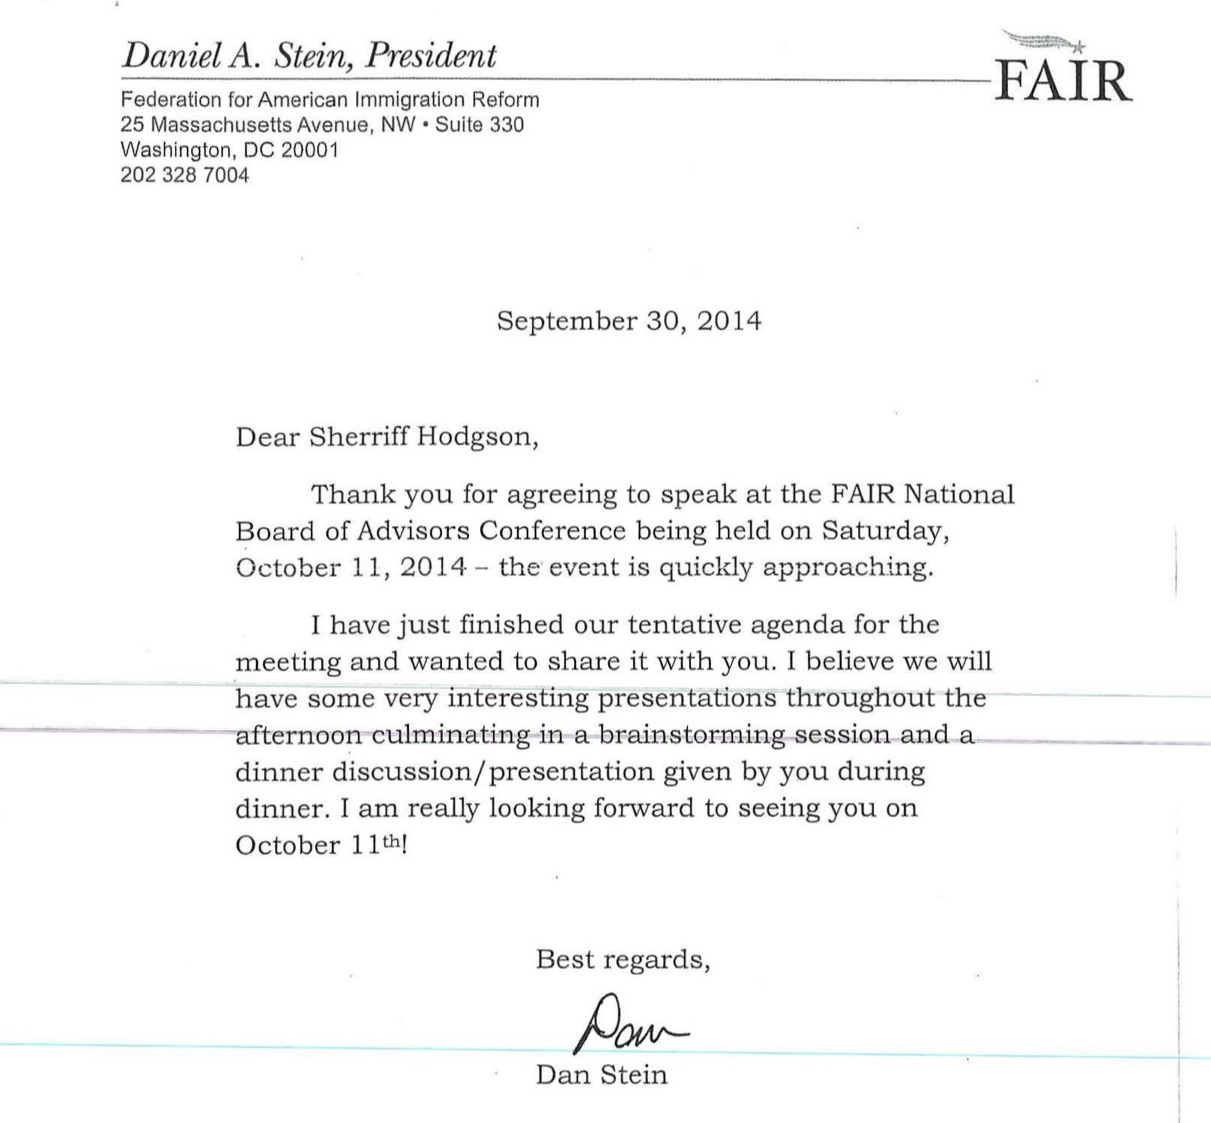 Daniel A. Stein, President
FAIR
Federation for American Immigration Reform
25 Massachusetts Avenue, NW • Suite 330
Washington, DC 20001
202 328 7004
September 30, 2014
Dear Sherriff Hodgson,
Thank you for agreeing to speak at the FAIR National
Board of Advisors Conference being held on Saturday,
October 11, 2014 – the event is quickly approaching.
I have just finished our tentative agenda for the
meeting and wanted to share it with you. I believe we will
have some very interesting presentations throughout the
afternoon culminating in a brainstorming session and a
dinner discussion/presentation given by you during
dinner. I am really looking forward to seeing you on
October 11th!
Best regards,
Dan
Dan Stein